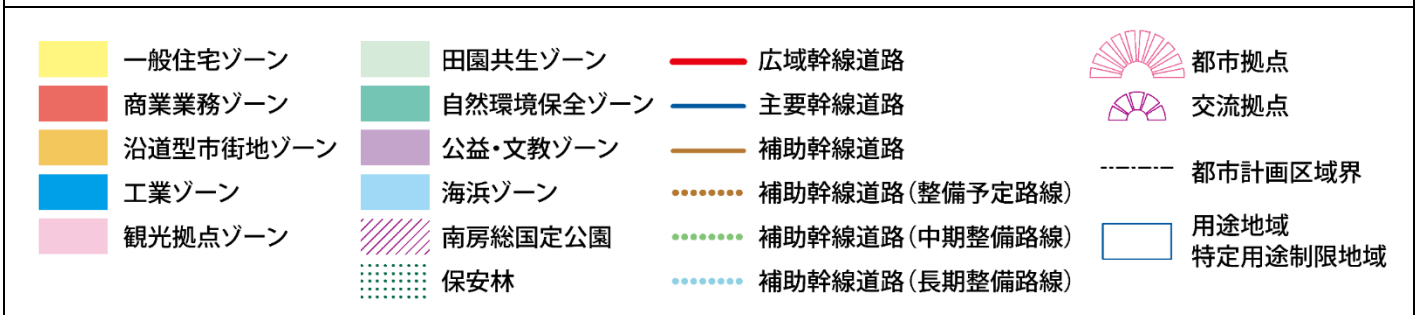 一般住宅ゾーン
商業業務ゾーン
沿道型市街地ゾーン
工業ゾーン
観光拠点ゾーン
田園共生ゾーン
自然環境保全ゾーン
公益・文教ゾーン
海浜ゾーン
南房総国定公園
保安林
広域幹線道路
主要幹線道路
補助幹線道路
補助幹線道路(整備予定路線)
補助幹線道路(中期整備路線)
補助幹線道路(長期整備路線)
都市拠点
交流拠点
都市計画区域界
用途地域
特定用途制限地域